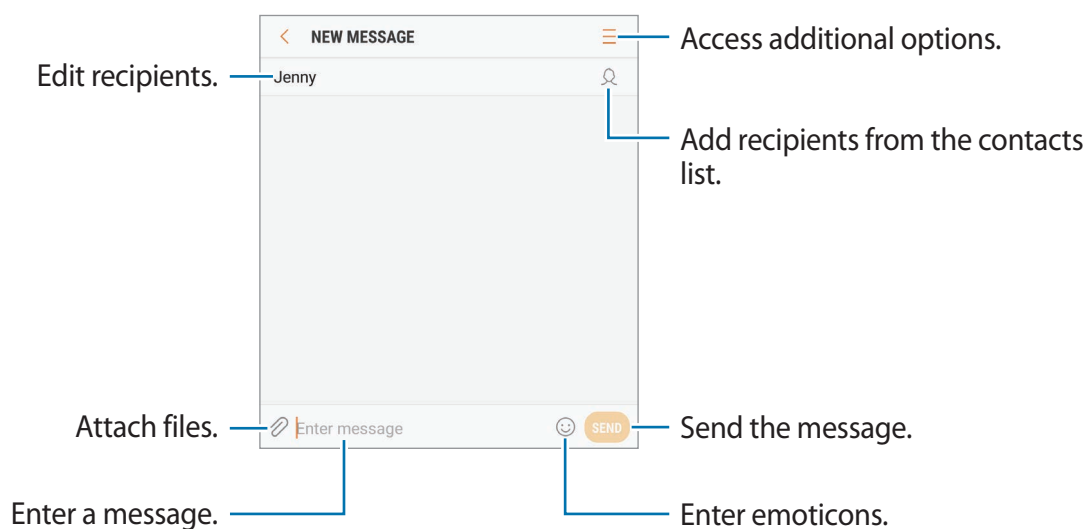 NEW MESSAGE
Access additional options.
Edit recipients.
Jenny
Add recipients from the contacts
list.
Attach files.
Enter message
SEND
Send the message.
Enter a message.
Enter emoticons.